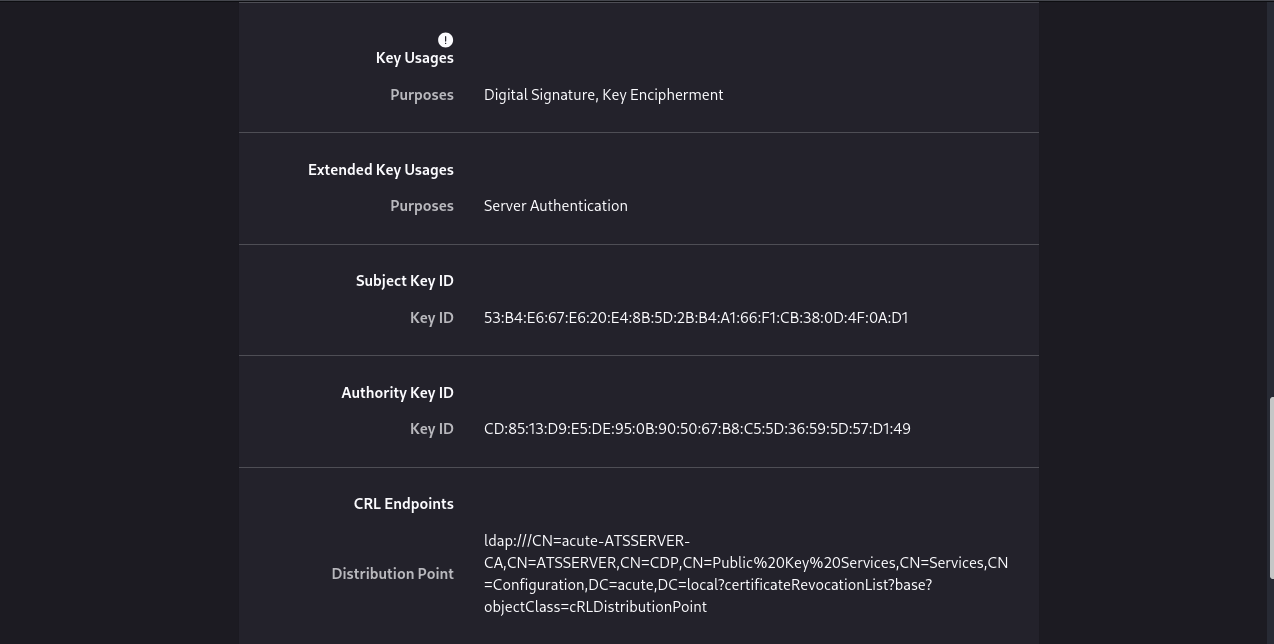 !
Key Usages
Purposes Digital Signature, Key Encipherment
Extended Key Usages
Purposes Server Authentication
Subject Key ID
Key ID 53:B4:E6:67:E6:20:E4:8B:5D:2B:B4:A1:66:F1:CB:38:0D:4F:0A:D1
Authority Key ID
Key ID CD:85:13:D9:E5:DE:95:0B:90:50:67:B8:C5:5D:36:59:5D:57:D1:49
CRL Endpoints
Distribution Point
ldap:///CN=acute-ATSSERVER-
CA,CN=ATSSERVER,CN=CDP,CN=Public%20Key%20Services,CN=Services,CN
=Configuration,DC=acute,DC=local?certificateRevocationList?base?
objectClass=cRLDistributionPoint